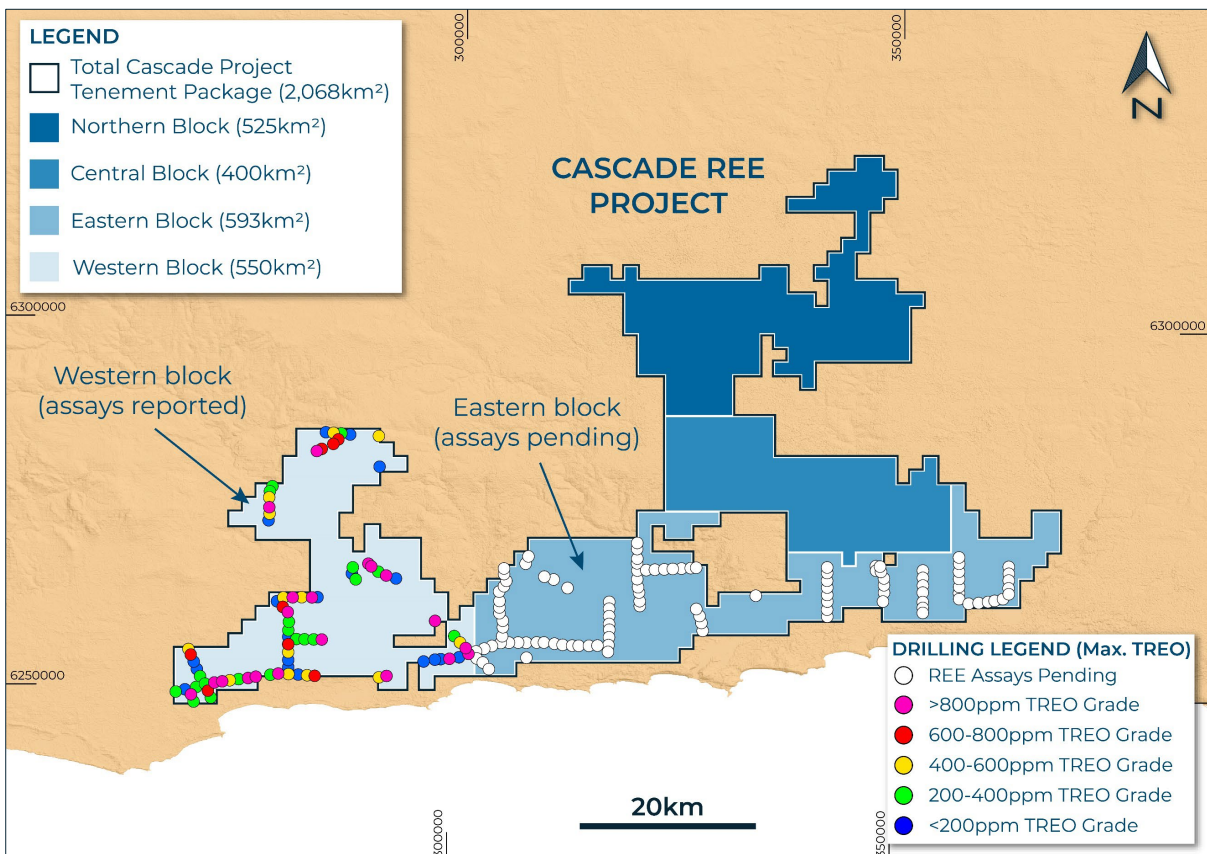 LEGEND
Total Cascade Project
Tenement Package (2,068km²)
Northern Block (525km²)
Central Block (400km²)
Eastern Block (593km²)
Western Block (550km²)
300000
350000
N
CASCADE REE
PROJECT
6300000
6300000
Western block
(assays reported)
Eastern block
(assays pending)
6250000
DRILLING LEGEND (Max. TREO)
REE Assays Pending
>800ppm TREO Grade
600-800ppm TREO Grade
400-600ppm TREO Grade
200-400ppm TREO Grade
<200ppm TREO Grade
20km
300000
350000